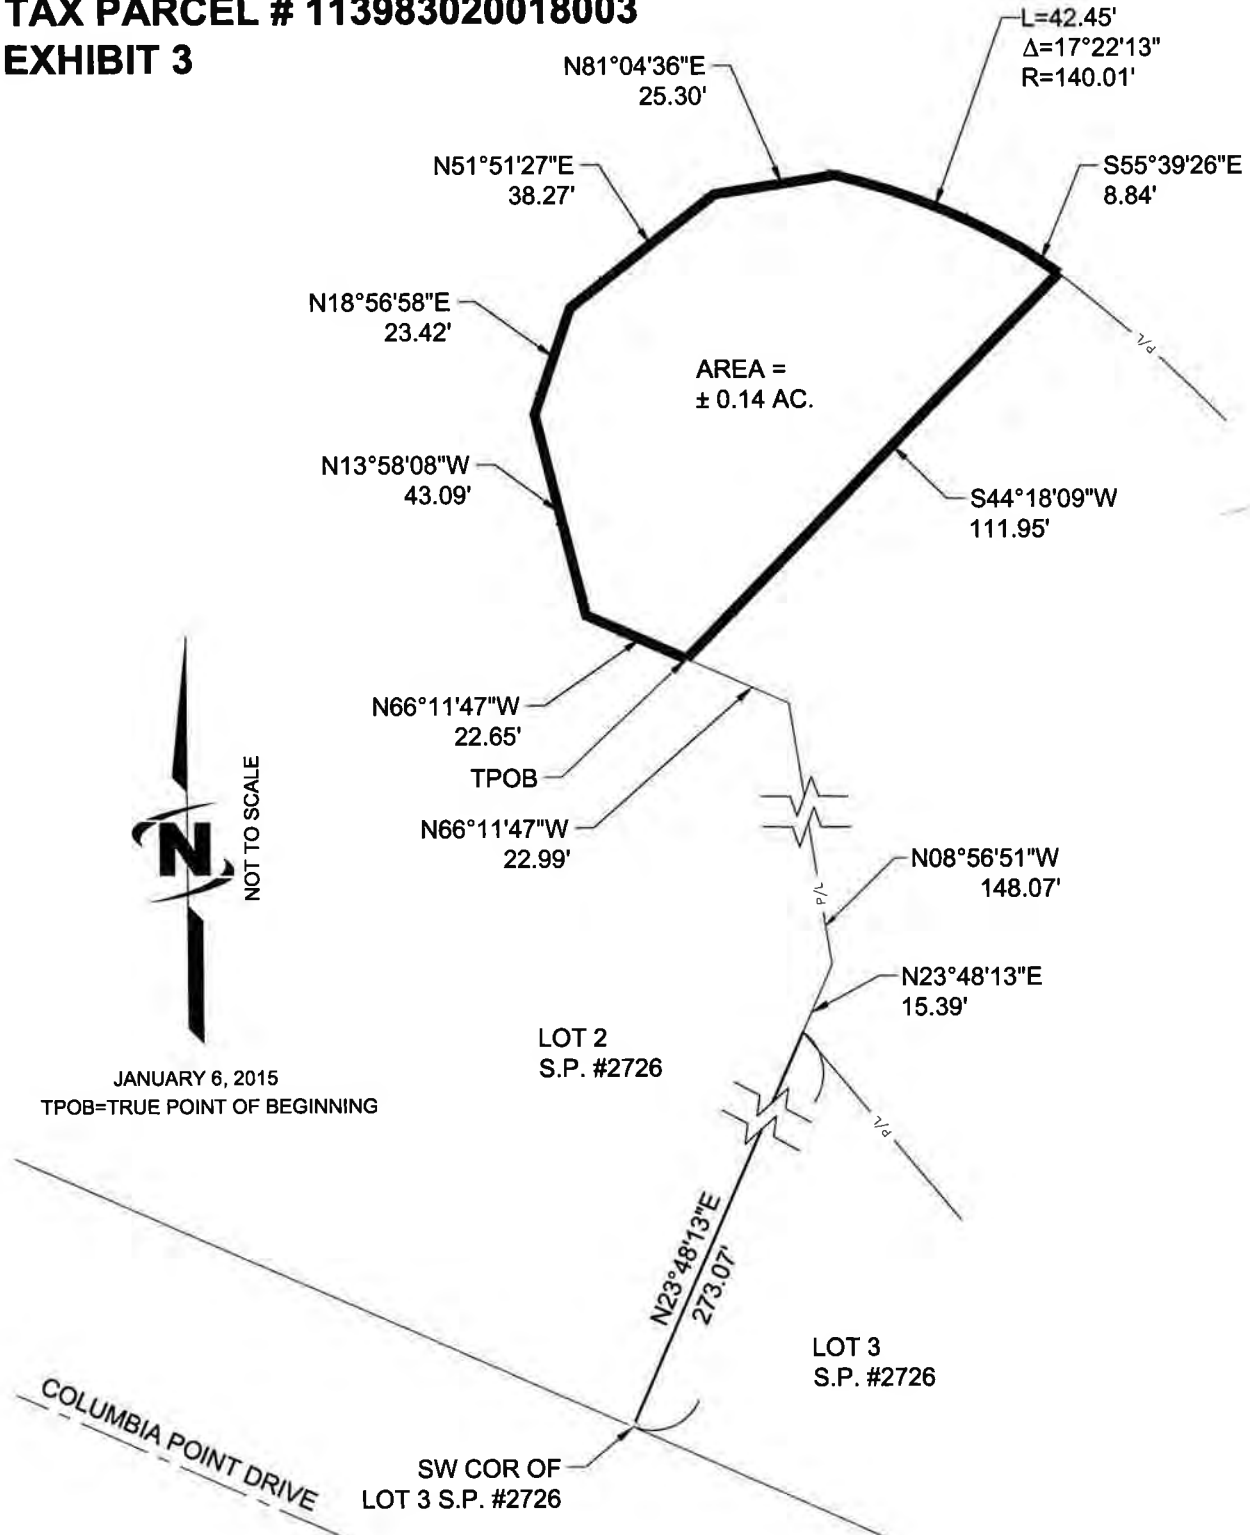 TAX PARCEL # 113983020018003
EXHIBIT 3
L=42.45'
Δ=17°22'13"
R=140.01'
N81°04'36"E
25.30'
N51°51'27"E
38.27'
S55°39'26"E
8.84'
N18°56'58"E
23.42'
P/L
AREA =
± 0.14 AC.
N13°58'08"W
43.09'
S44°18'09"W
111.95'
N66°11'47"W
22.65'
TPOB
N66°11'47"W
22.99'
NOT TO SCALE
N
N08°56'51"W
148.07'
P/L
N23°48'13"E
15.39'
LOT 2
S.P. #2726
JANUARY 6, 2015
TPOB=TRUE POINT OF BEGINNING
P/L
N23°48'13"E
273.07'
LOT 3
S.P. #2726
COLUMBIA POINT DRIVE
SW COR OF
LOT 3 S.P. #2726